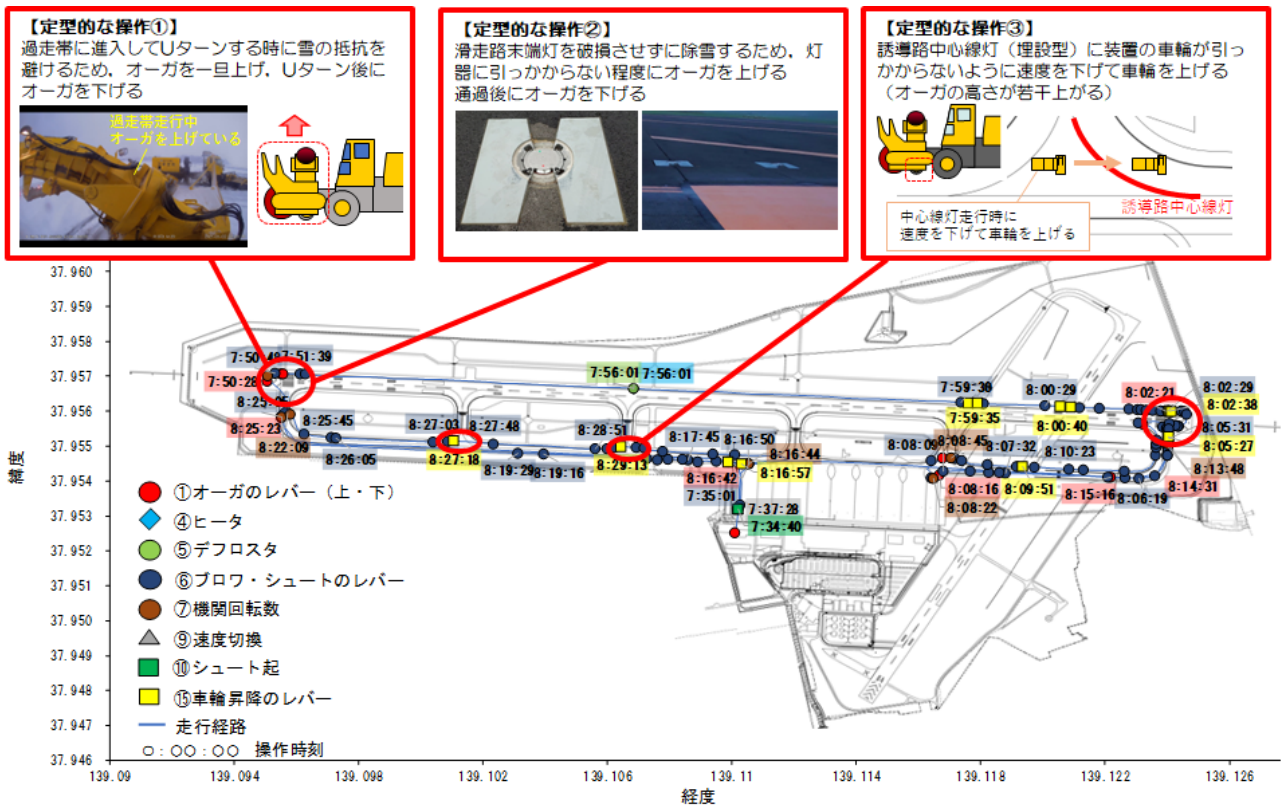 【定型的な操作①】
過走帯に進入してUターンする時に雪の抵抗を
避けるため，オーガを一旦上げ，Uターン後に
オーガを下げる
過走帯走行中
オーガを上げている
【定型的な操作②】
滑走路末端灯を破損させずに除雪するため，灯
器に引っかからない程度にオーガを上げる
通過後にオーガを下げる
【定型的な操作③】
誘導路中心線灯（埋設型）に装置の車輪が引っ
かからないように速度を下げて車輪を上げる
（オーガの高さが若干上がる）
誘導路中心線灯
中心線灯走行時に
速度を下げて車輪を上げる
37.960
37.959
37.958
37.957
37.956
37.955
37.954
37.953
37.952
37.951
37.950
37.949
37.948
37.947
37.946
緯度
7:50:48
7:51:39
7:50:28
7:56:01
7:56:01
7:59:38
7:59:35
8:00:29
8:00:40
8:02:21
8:02:29
8:02:38
8:05:31
8:05:27
8:25:23
8:25:45
8:22:09
8:26:05
8:27:03
8:27:48
8:27:18
8:19:29
8:19:16
8:28:51
8:29:13
8:17:45
8:16:50
8:16:44
8:16:42
8:16:57
7:35:01
7:37:28
7:34:40
8:08:09
8:08:45
8:07:32
8:08:16
8:08:22
8:09:51
8:10:23
8:15:16
8:06:19
8:14:31
8:13:48
①オーガのレバー（上・下）
④ヒータ
⑤デフロスタ
⑥ブロワ・シュートのレバー
⑦機関回転数
⑨速度切換
⑩シュート起
⑮車輪昇降のレバー
走行経路
○：○○：○○ 操作時刻
139.09
139.094
139.098
139.102
139.106
139.11
139.114
139.118
139.122
139.126
経度